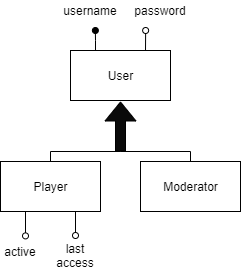 username password
User
Player Moderator
active last
access